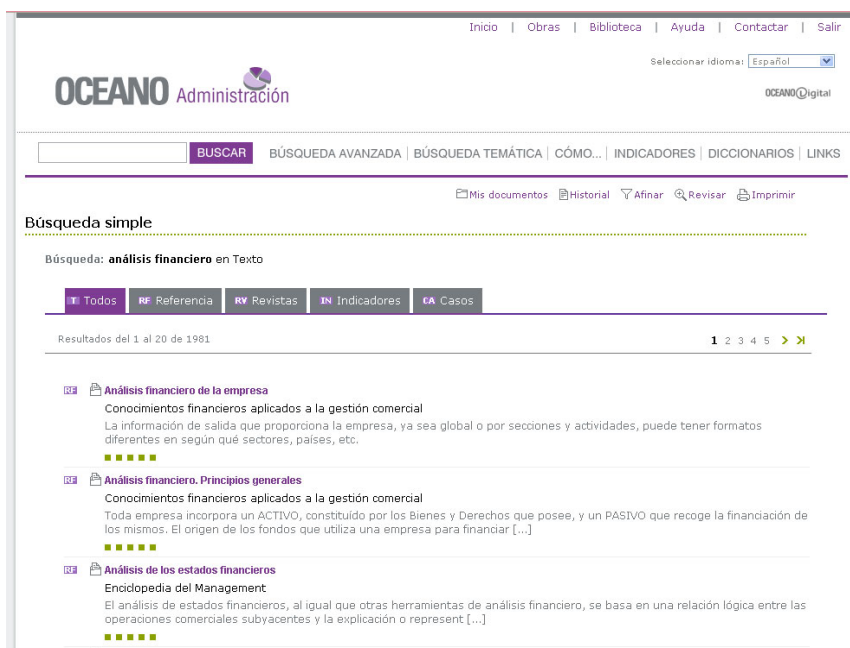 Inicio | Obras | Biblioteca | Ayuda | Contactar | Salir
Seleccionar idioma: Español
OCEANO Administración
OCEANO Digital
BUSCAR BÚSQUEDA AVANZADA | BÚSQUEDA TEMÁTICA | CÓMO... | INDICADORES | DICCIONARIOS | LINKS
Mis documentos Historial Afinar Revisar Imprimir
Búsqueda simple
Búsqueda: análisis financiero en Texto
T Todos RF Referencia RV Revistas IN Indicadores CA Casos
Resultados del 1 al 20 de 1981 1 2 3 4 5
RF Análisis financiero de la empresa
Conocimientos financieros aplicados a la gestión comercial
La información de salida que proporciona la empresa, ya sea global o por secciones y actividades, puede tener formatos
diferentes en según qué sectores, países, etc.
RF Análisis financiero. Principios generales
Conocimientos financieros aplicados a la gestión comercial
Toda empresa incorpora un ACTIVO, constituído por los Bienes y Derechos que posee, y un PASIVO que recoge la financiación de
los mismos. El origen de los fondos que utiliza una empresa para financiar [...]
RF Análisis de los estados financieros
Enciclopedia del Management
El análisis de estados financieros, al igual que otras herramientas de análisis financiero, se basa en una relación lógica entre las
operaciones comerciales subyacentes y la explicación o represent [...]